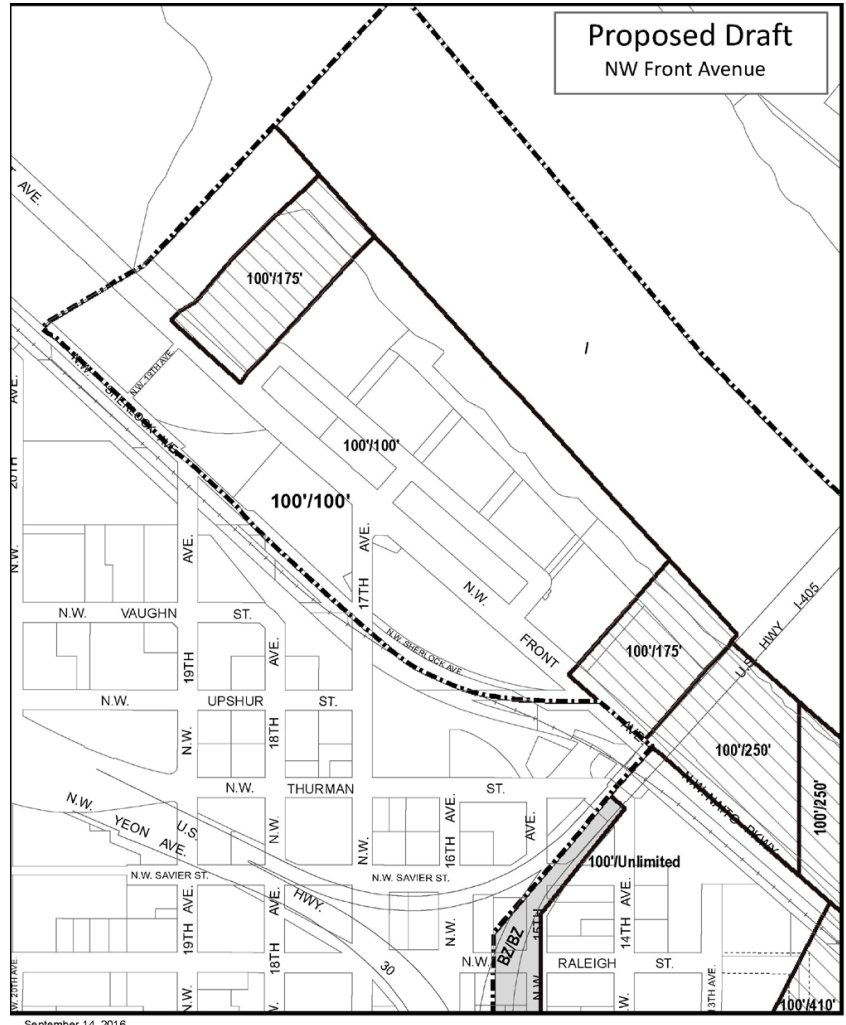 Proposed Draft
NW Front Avenue
AVE.
100'/175'
I
N.W. 19TH AVE.
N.W. SHERLOCK AVE.
AVE.
20TH
N.W.
100'/100'
100'/100'
AVE.
17TH
AVE.
N.W. FRONT AVE.
U.S. HWY I-405
N.W. VAUGHN ST.
N.W. SHERLOCK AVE.
100'/175'
19TH
AVE.
N.W. UPSHUR ST.
18TH
N.W.
100'/250'
100'/250'
N.W. THURMAN ST.
N.W. NAITO PKWY
N.W. YEON AVE.
U.S. HWY. 30
N.W.
N.W.
16TH AVE.
AVE.
100'/Unlimited
N.W. SAVIER ST.
N.W. SAVIER ST.
19TH AVE.
18TH AVE.
N.W.
BZ/BZ
15TH
14TH AVE.
N.W. RALEIGH ST.
N.W. 20TH AVE.
N.W.
N.W.
13TH AVE.
100'/410'
September 14, 2016